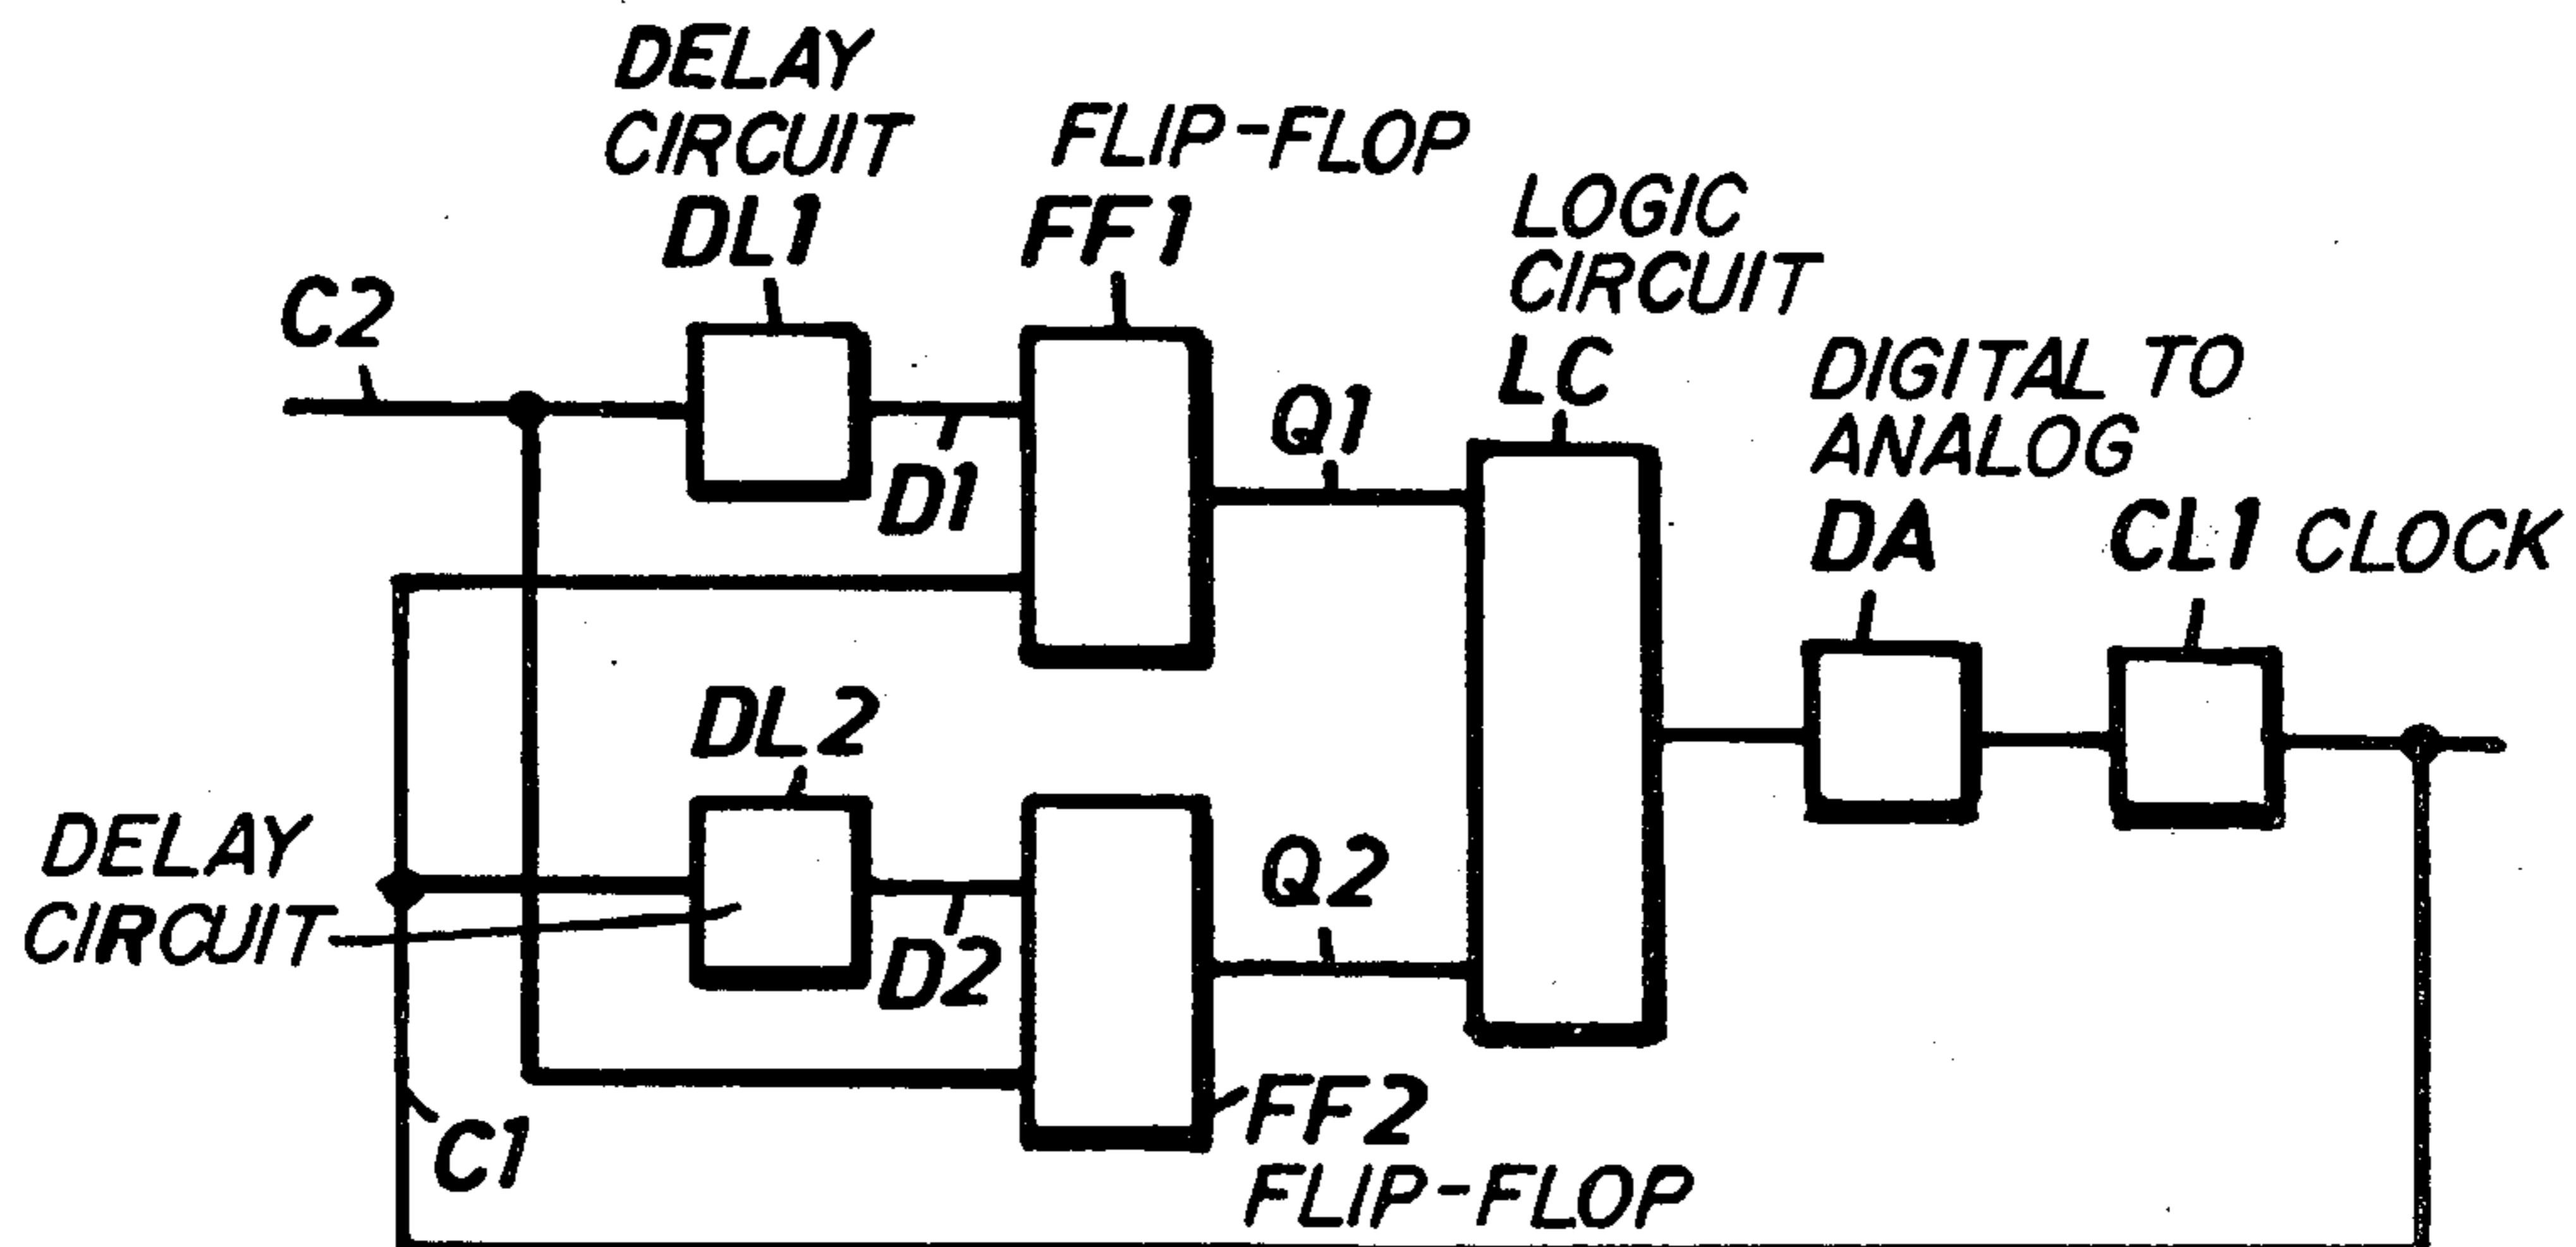 DELAY
CIRCUIT
DL1
FLIP-FLOP
FF1
LOGIC
CIRCUIT
LC
C2
D1
Q1
DIGITAL TO
ANALOG
DA
CL1 CLOCK
DL2
DELAY
CIRCUIT
D2
Q2
C1
FF2
FLIP-FLOP